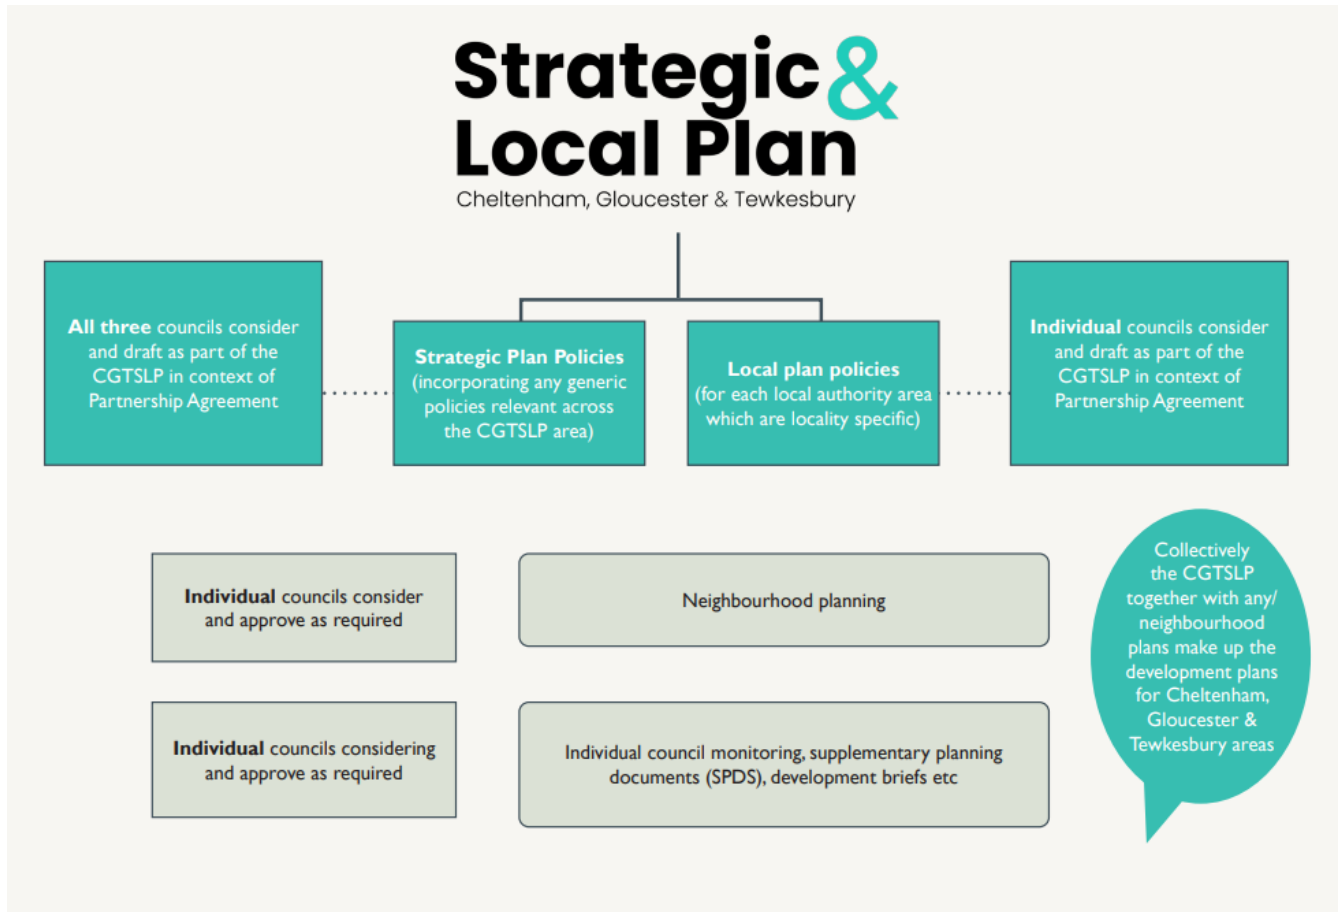 Strategic &
Local Plan
Cheltenham, Gloucester & Tewkesbury
All three councils consider
and draft as part of the
CGTSLP in context of
Partnership Agreement
Strategic Plan Policies
(incorporating any generic
policies relevant across
the CGTSLP area)
Local plan policies
(for each local authority area
which are locality specific)
Individual councils consider
and draft as part of the
CGTSLP in context of
Partnership Agreement
Individual councils consider
and approve as required
Neighbourhood planning
Individual councils considering
and approve as required
Individual council monitoring, supplementary planning
documents (SPDS), development briefs etc
Collectively
the CGTSLP
together with any/
neighbourhood
plans make up the
development plans
for Cheltenham,
Gloucester &
Tewkesbury areas